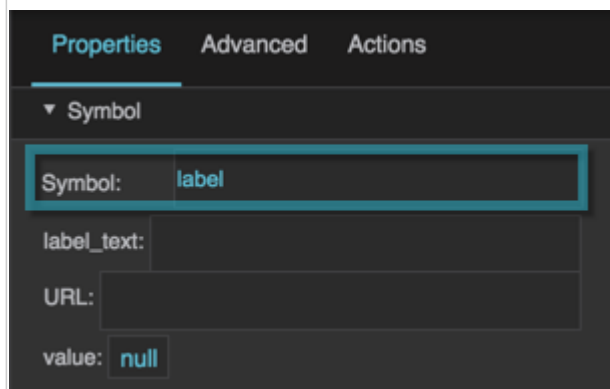 Properties Advanced Actions
▼ Symbol
Symbol: label
label_text:
URL:
value: null